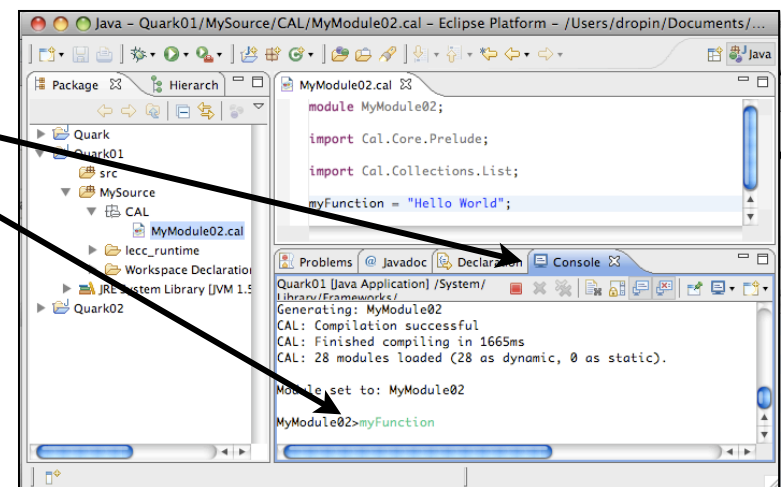 Java – Quark01/MySource/CAL/MyModule02.cal – Eclipse Platform – /Users/dropin/Documents/...
Java
Package
Hierarch
Quark
Quark01
src
MySource
CAL
MyModule02.cal
lecc_runtime
Workspace Declaration
JRE System Library [JVM 1.5
Quark02
MyModule02.cal
module MyModule02;
import Cal.Core.Prelude;
import Cal.Collections.List;
myFunction = "Hello World";
Problems
@ Javadoc
Declaration
Console
Quark01 [Java Application] /System/
Library/Frameworks/
Generating: MyModule02
CAL: Compilation successful
CAL: Finished compiling in 1665ms
CAL: 28 modules loaded (28 as dynamic, 0 as static).
Module set to: MyModule02
MyModule02>myFunction